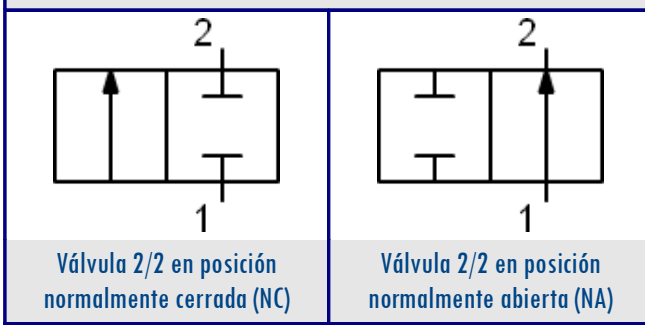 2
2
1
1
Válvula 2/2 en posición
normalmente cerrada (NC)
Válvula 2/2 en posición
normalmente abierta (NA)